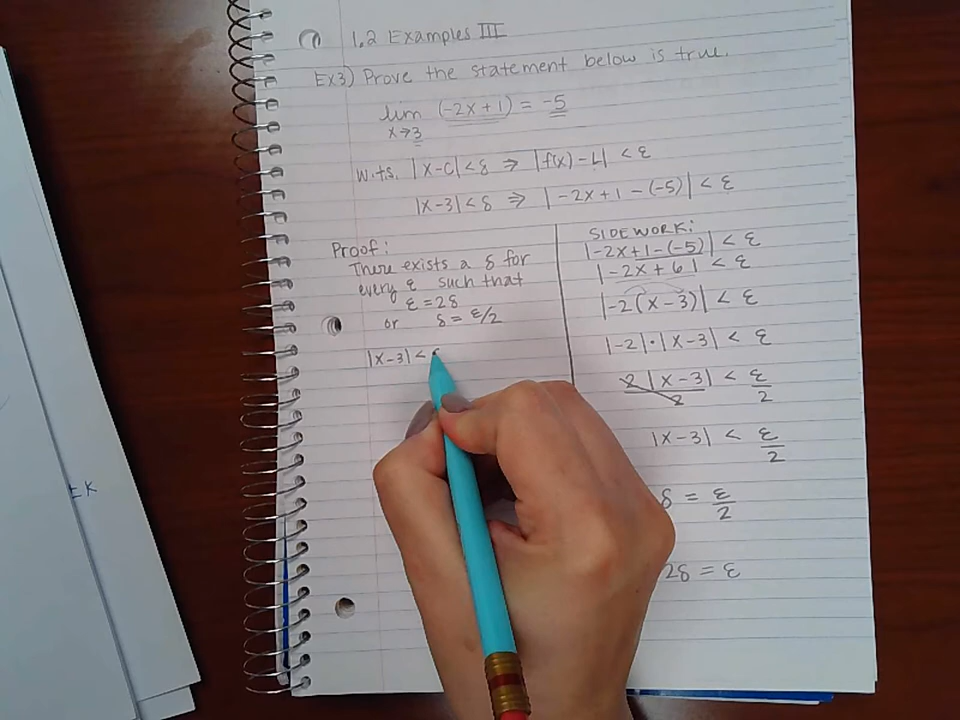 1.2 Examples III
Ex3) Prove the statement below is true.
lim (-2x+1) = -5
x→3
w.t.s. |x-c|<δ ⇒ |f(x)-L| < ε
|x-3|<δ ⇒ |-2x+1-(-5)| < ε
Proof:
There exists a δ for
every ε such that
ε = 2δ
or δ = ε/2
|x-3| <
SIDEWORK:
|-2x+1-(-5)| < ε
|-2x+6| < ε
|-2(x-3)| < ε
|-2|·|x-3| < ε
2|x-3| < ε
2 2
|x-3| < ε
2
δ = ε
2
2δ = ε